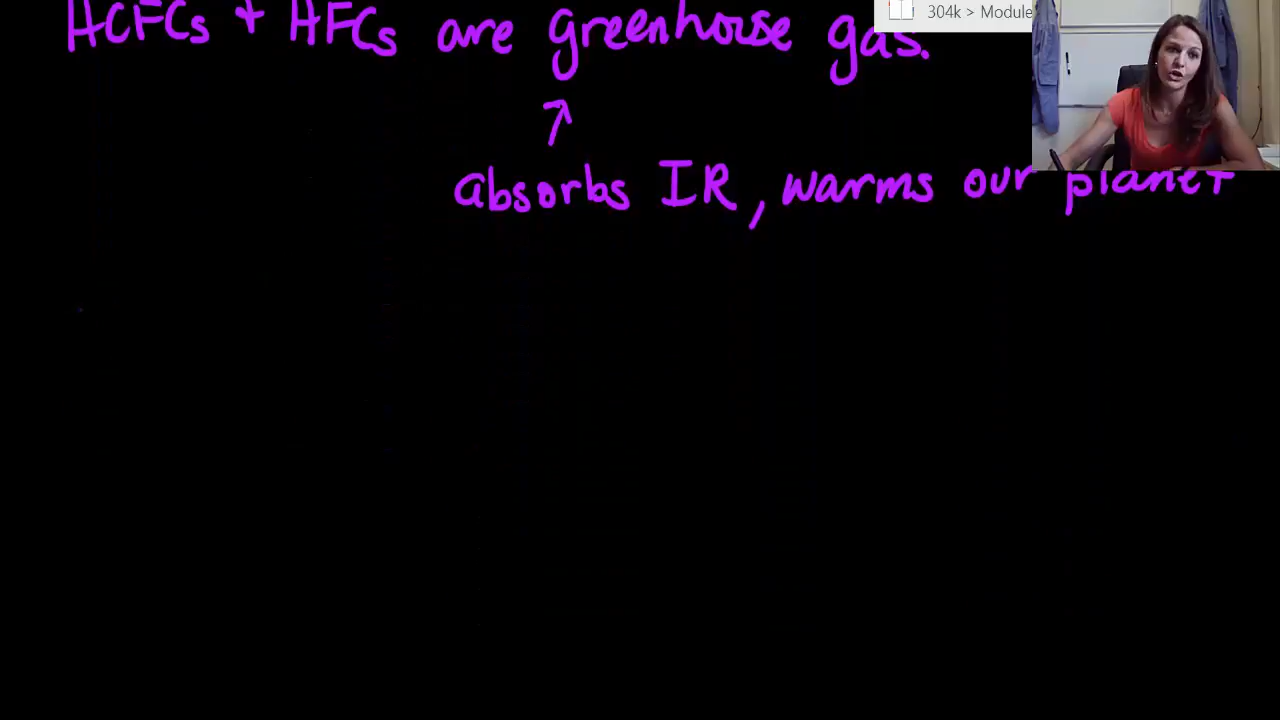 304k > Module
HCFCs + HFCs are greenhouse gas.
absorbs IR, warms our planet